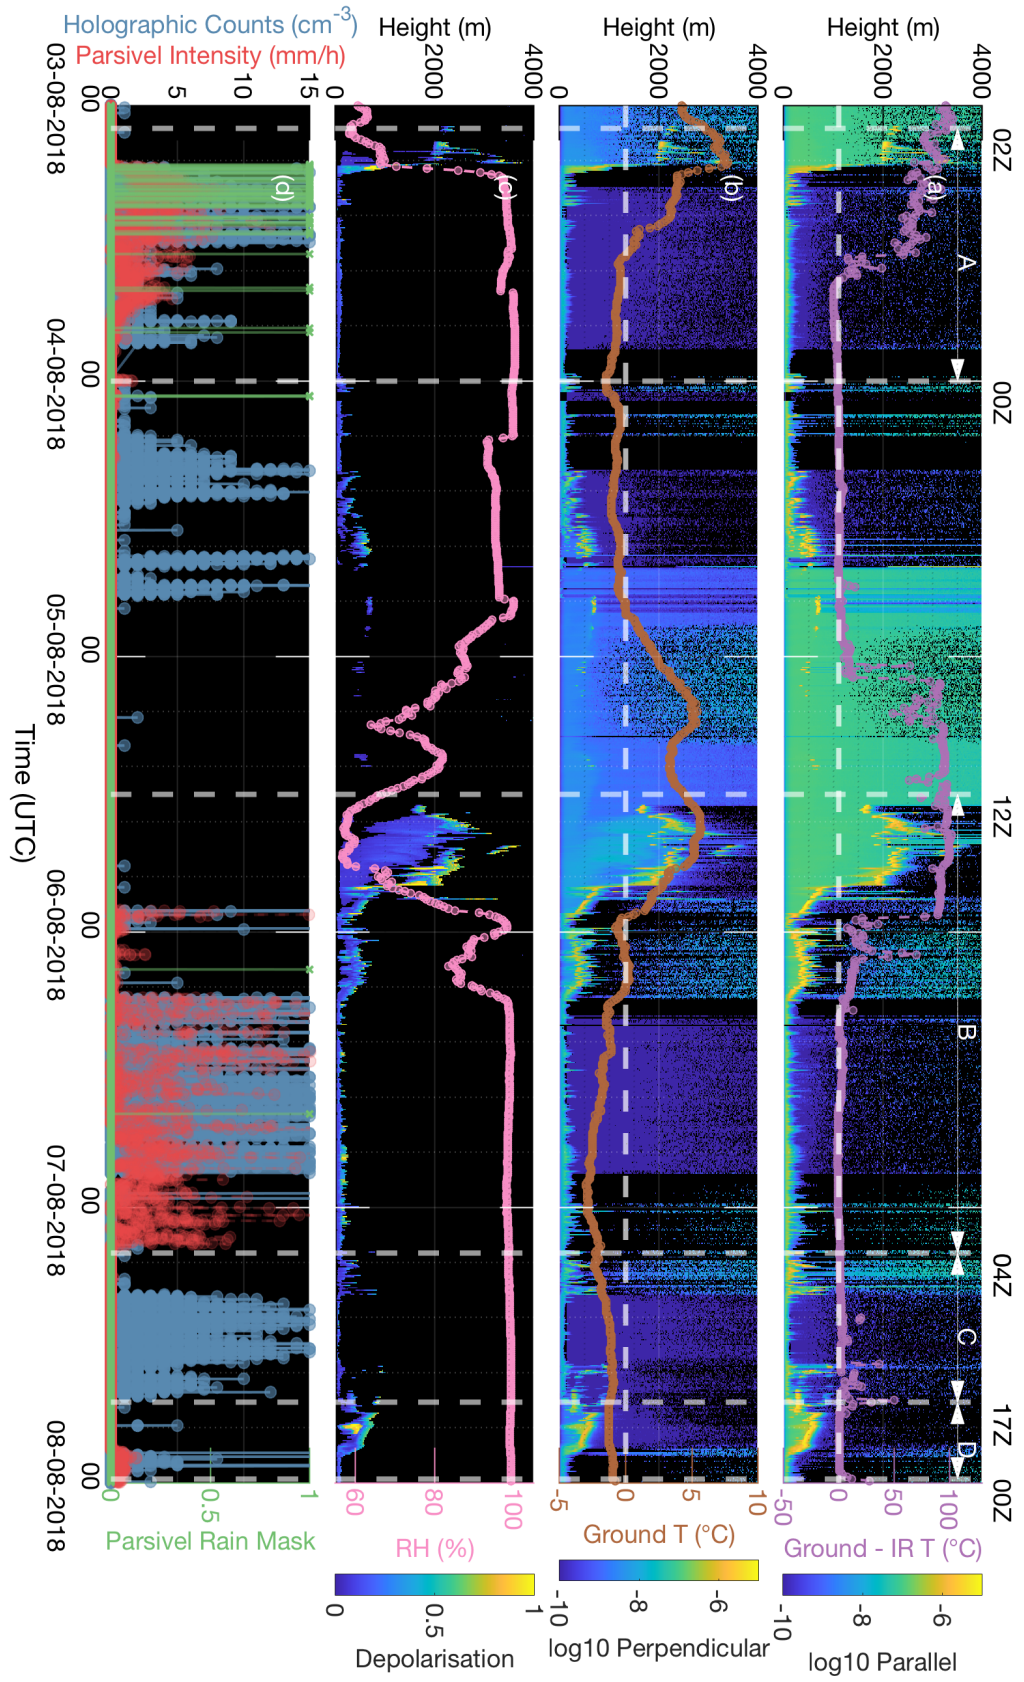 02Z
00Z
12Z
04Z
17Z
00Z
A
B
C
D
(a)
Height (m)
0
2000
4000
-50
0
50
100
Ground - IR T (°C)
-10
-8
-6
log10 Parallel
(b)
Height (m)
0
2000
4000
-5
0
5
10
Ground T (°C)
-10
-8
-6
log10 Perpendicular
(c)
Height (m)
0
2000
4000
60
80
100
RH (%)
0
0.5
1
Depolarisation
(d)
Holographic Counts (cm-3)
Parsivel Intensity (mm/h)
0
5
10
15
0
0.5
1
Parsivel Rain Mask
00
00
00
00
00
00
03-08-2018
04-08-2018
05-08-2018
06-08-2018
07-08-2018
08-08-2018
Time (UTC)